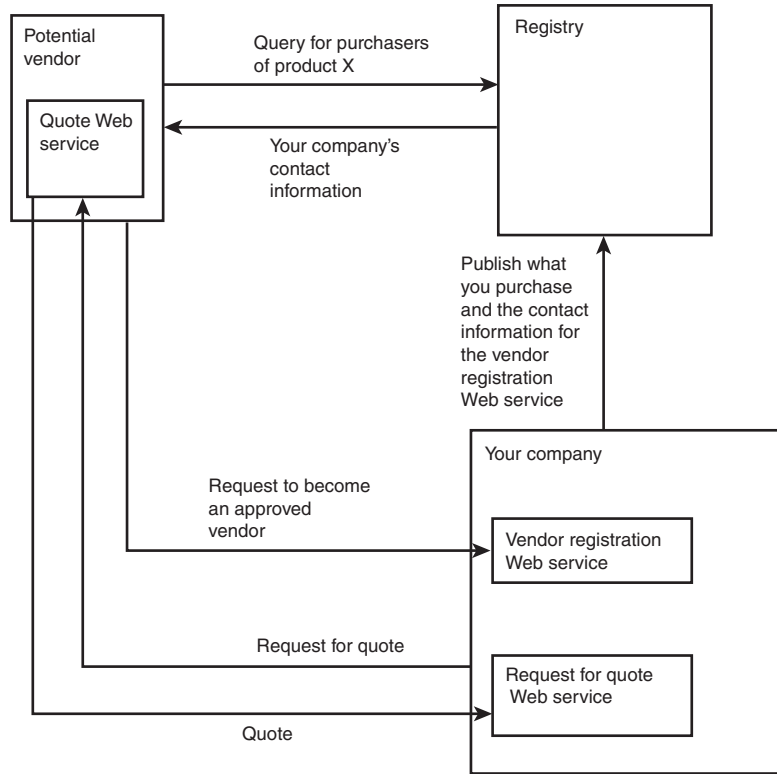 Potential
vendor
Quote Web
service
Query for purchasers
of product X
Registry
Your company's
contact
information
Publish what
you purchase
and the contact
information for
the vendor
registration
Web service
Your company
Request to become
an approved
vendor
Vendor registration
Web service
Request for quote
Request for quote
Web service
Quote